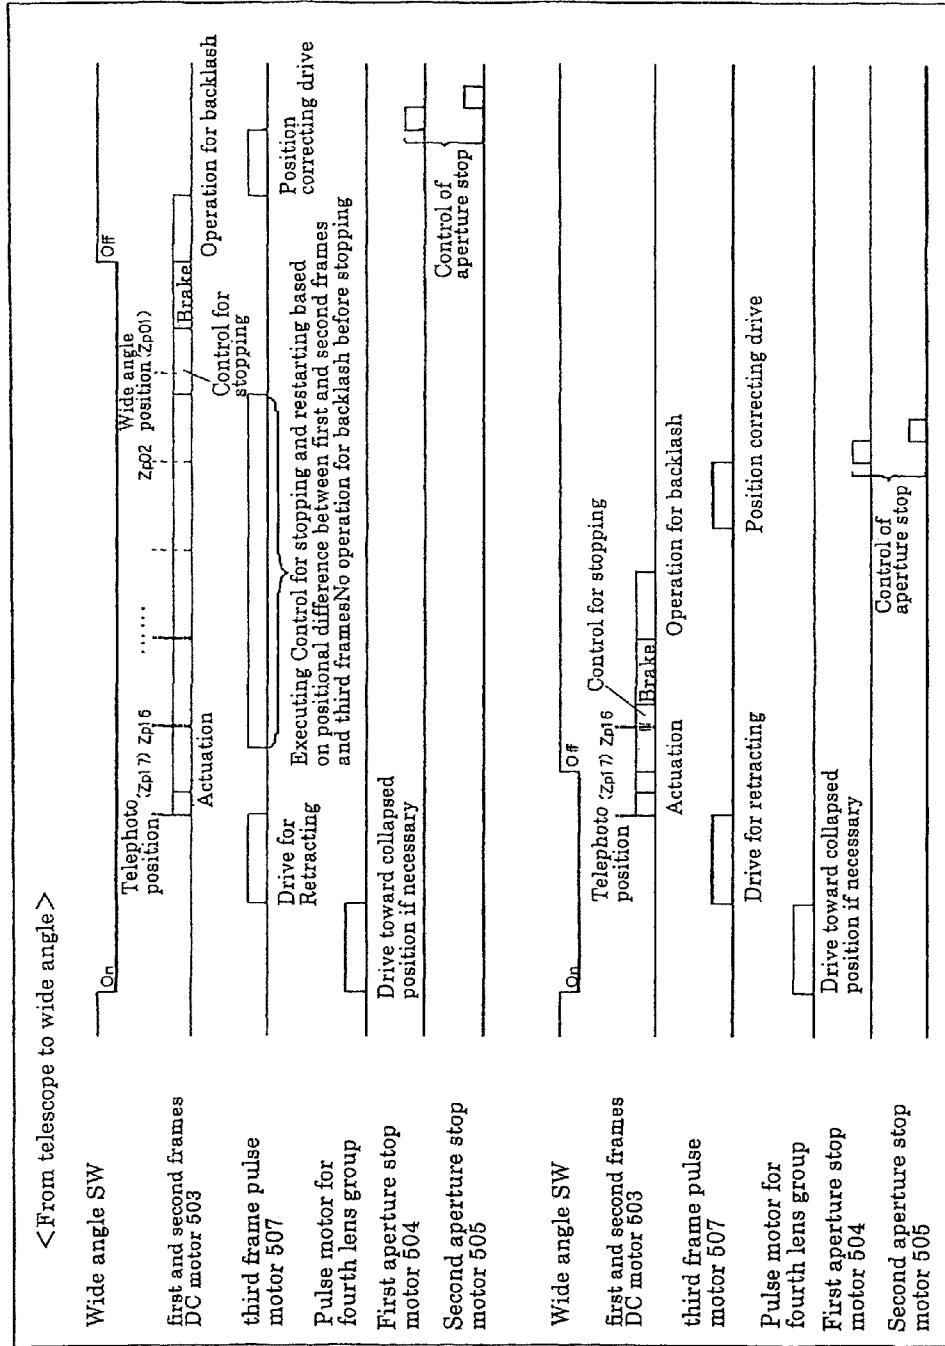 <From telescope to wide angle>
Wide angle SW
On
Off
first and second frames
DC motor 503
Telephoto
position
(Zp17)
Zp16
......
Zp02
Wide angle
position
(Zp01)
Actuation
Brake
Control for
stopping
Operation for backlash
third frame pulse
motor 507
Drive for
Retracting
Executing Control for stopping and restarting based
on positional difference between first and second frames
and third framesNo operation for backlash before stopping
Position
correcting drive
Pulse motor for
fourth lens group
Drive toward collapsed
position if necessary
First aperture stop
motor 504
Second aperture stop
motor 505
Control of
aperture stop
Wide angle SW
On
Off
first and second frames
DC motor 503
Telephoto
position
(Zp17)
Zp16
Actuation
Brake
Control for stopping
Operation for backlash
third frame pulse
motor 507
Drive for retracting
Position correcting drive
Pulse motor for
fourth lens group
Drive toward collapsed
position if necessary
First aperture stop
motor 504
Second aperture stop
motor 505
Control of
aperture stop